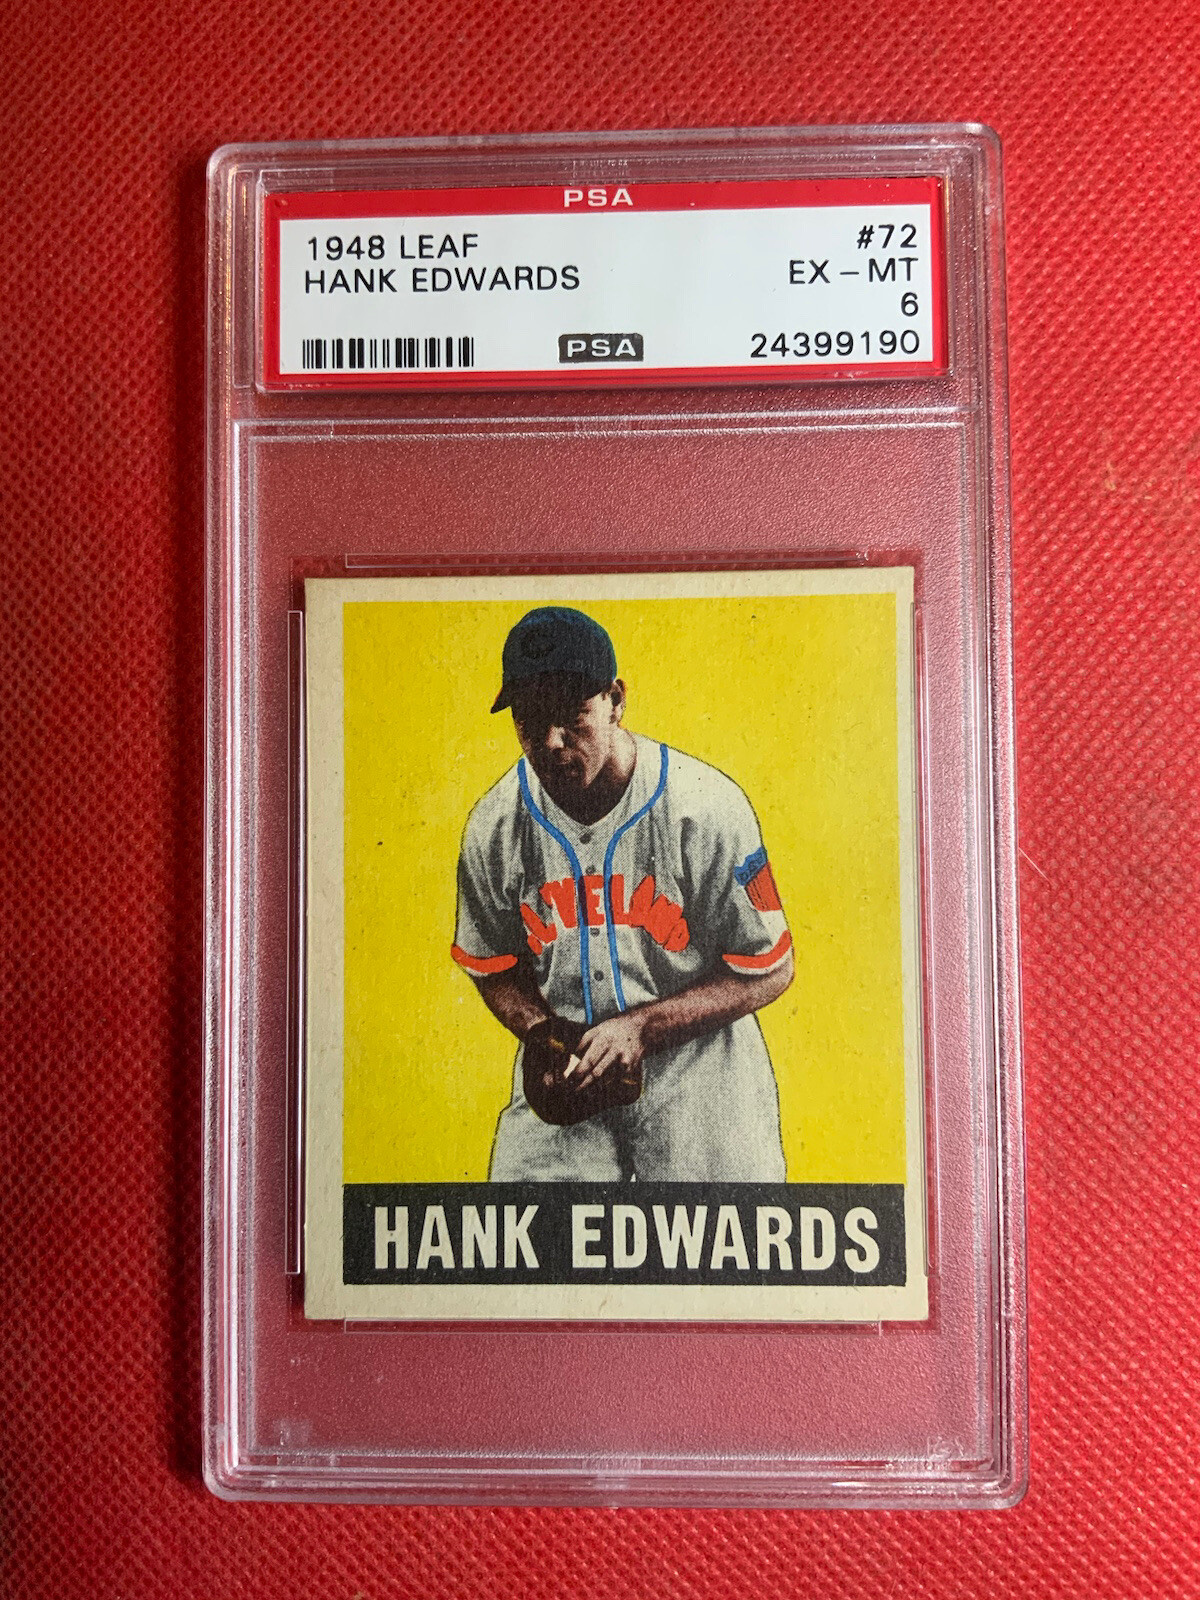 PSA
1948 LEAF #72
HANK EDWARDS EX - MT
6
PSA 24399190
CLEVELAND
HANK EDWARDS